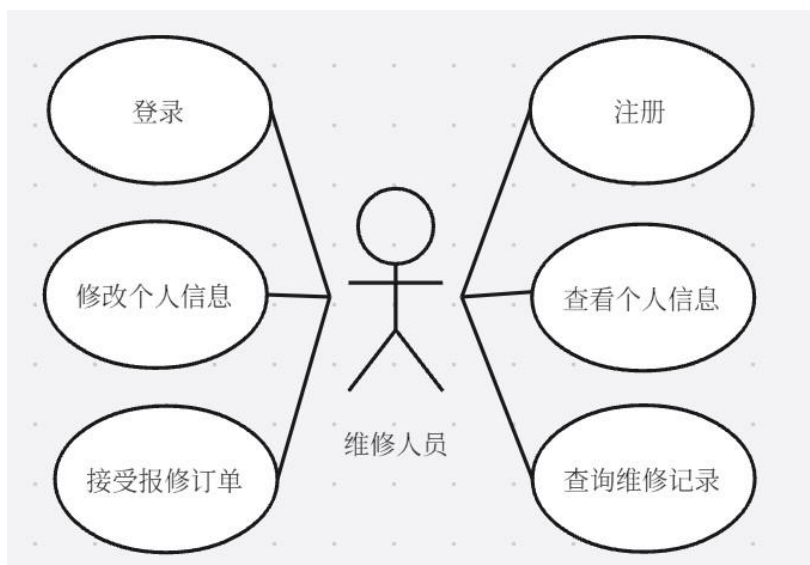 登录
注册
修改个人信息
查看个人信息
维修人员
接受报修订单
查询维修记录